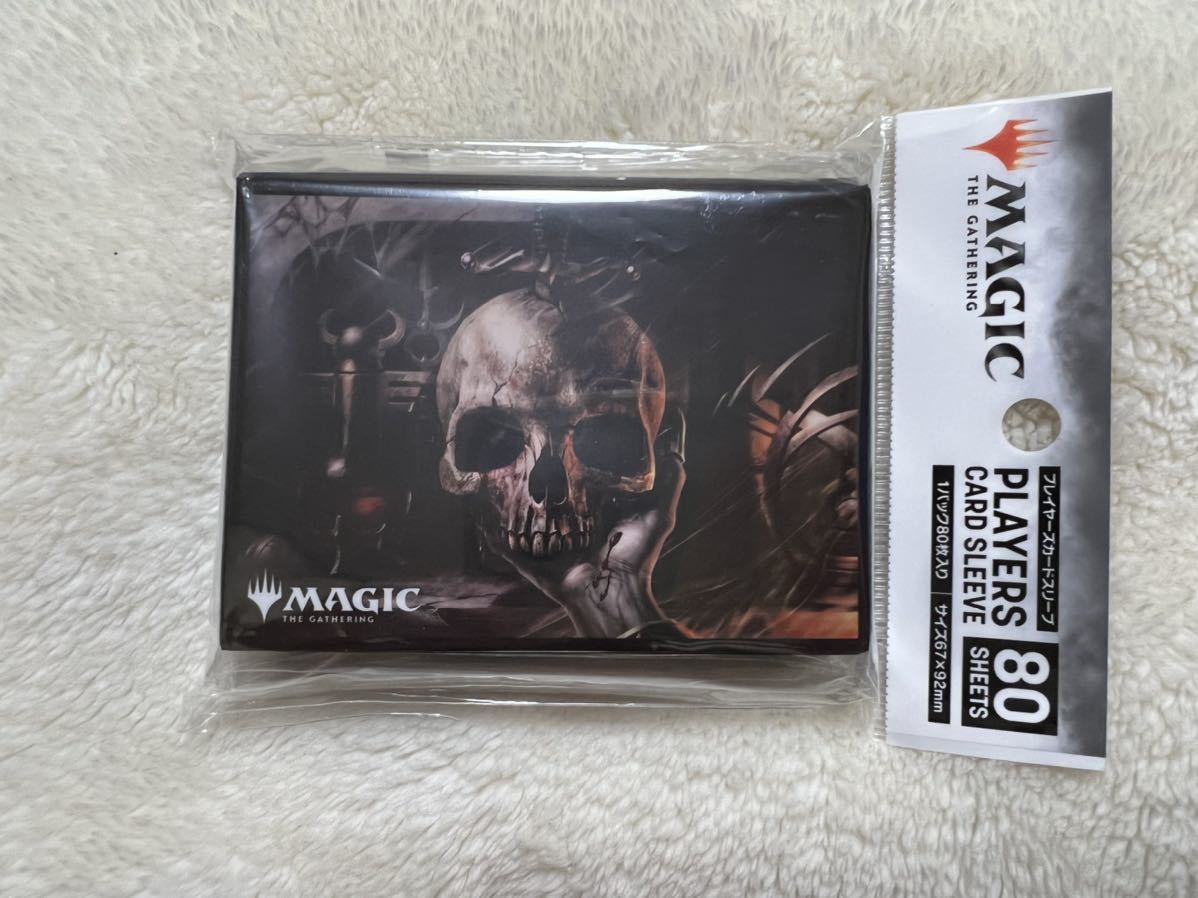 MAGIC
THE GATHERING
プレイヤーズカードスリーブ
PLAYERS
CARD SLEEVE
80
SHEETS
1パック80枚入り
サイズ67×92mm
MAGIC
THE GATHERING